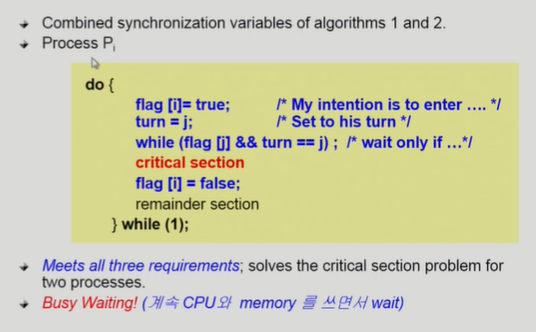 Combined synchronization variables of algorithms 1 and 2.
Process Pi
do {
flag [i]= true; /* My intention is to enter .... */
turn = j; /* Set to his turn */
while (flag [j] && turn == j) ; /* wait only if ...*/
critical section
flag [i] = false;
remainder section
} while (1);
Meets all three requirements; solves the critical section problem for
two processes.
Busy Waiting! (계속 CPU와 memory 를 쓰면서 wait)